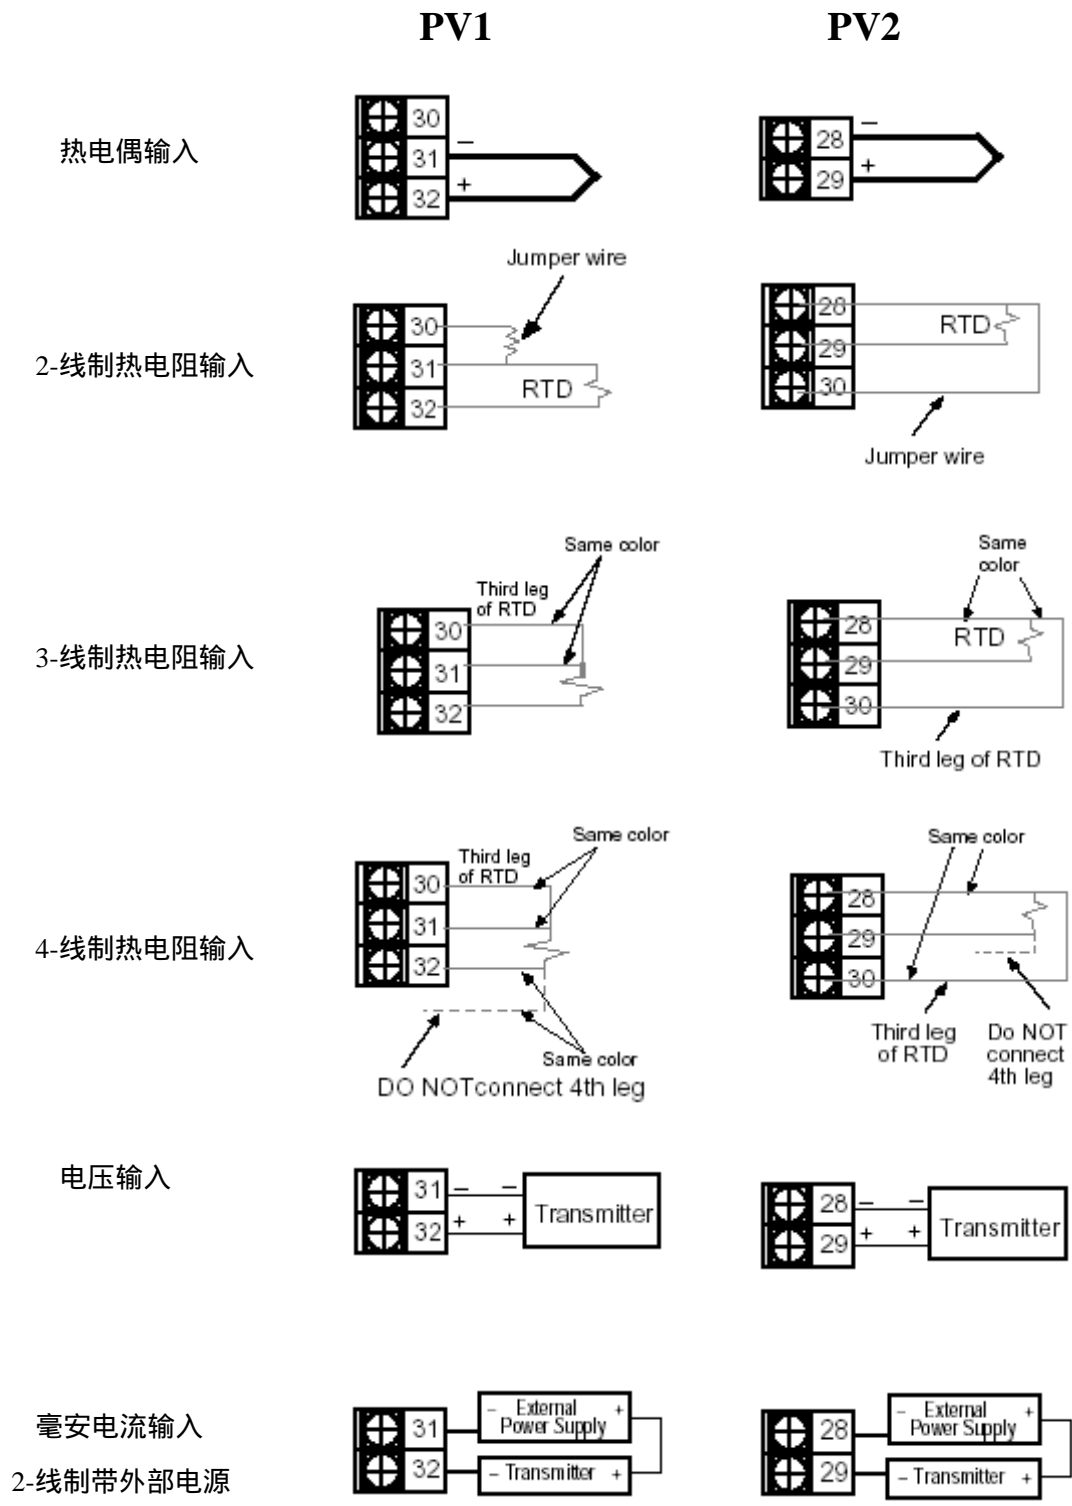 PV1 PV2
热电偶输入
30
31 −
32 +
28 −
29 +
2-线制热电阻输入
Jumper wire
30
31
RTD
32
28
RTD
29
30
Jumper wire
3-线制热电阻输入
Same color
Third leg
of RTD
30
31
32
Same
color
28
RTD
29
30
Third leg of RTD
4-线制热电阻输入
Same color
Third leg
of RTD
30
31
32
Same color
DO NOTconnect 4th leg
Same color
28
29
30
Third leg
of RTD
Do NOT
connect
4th leg
电压输入
31 − −
32 + +
Transmitter
28 − −
29 + +
Transmitter
毫安电流输入
2-线制带外部电源
31
32
− External +
Power Supply
− Transmitter +
28
29
− External +
Power Supply
− Transmitter +